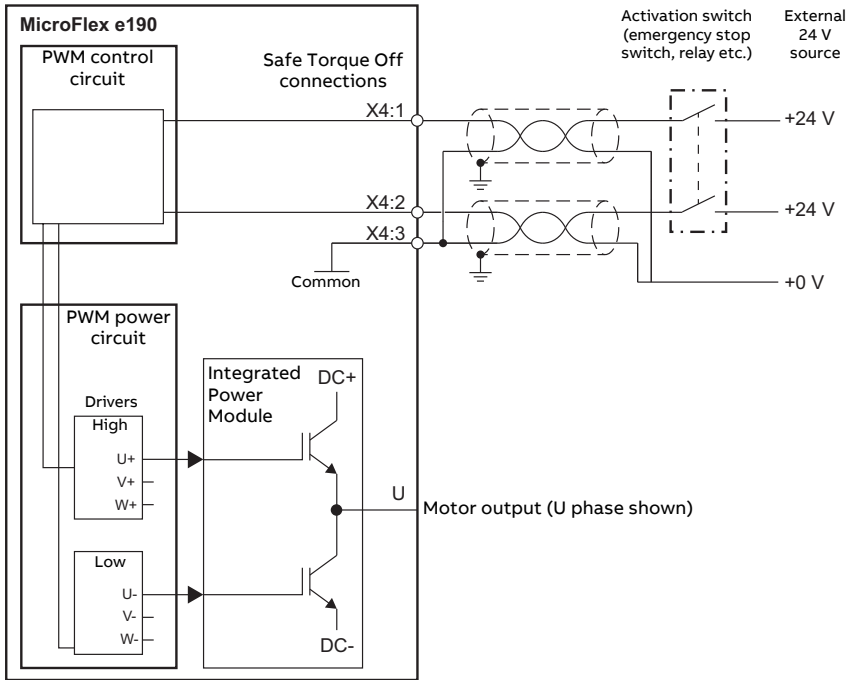 MicroFlex e190
PWM control
circuit
Safe Torque Off
connections
Activation switch
(emergency stop
switch, relay etc.)
External
24 V
source
X4:1
+24 V
X4:2
+24 V
X4:3
Common
+0 V
PWM power
circuit
Integrated
Power
Module
DC+
Drivers
High
U+
V+
W+
U
Motor output (U phase shown)
Low
U-
V-
W-
DC-